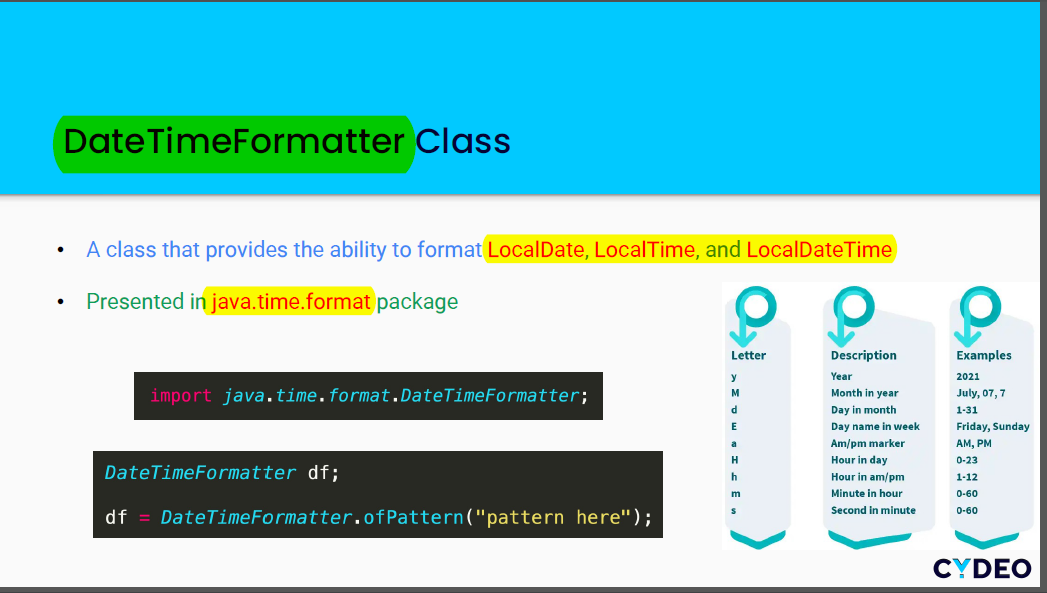 DateTimeFormatter Class
• A class that provides the ability to format LocalDate, LocalTime, and LocalDateTime
• Presented in java.time.format package
import java.time.format.DateTimeFormatter;
DateTimeFormatter df;
df = DateTimeFormatter.ofPattern("pattern here");
Letter Description Examples
y Year 2021
M Month in year July, 07, 7
d Day in month 1-31
E Day name in week Friday, Sunday
a Am/pm marker AM, PM
H Hour in day 0-23
h Hour in am/pm 1-12
m Minute in hour 0-60
s Second in minute 0-60
CYDEO